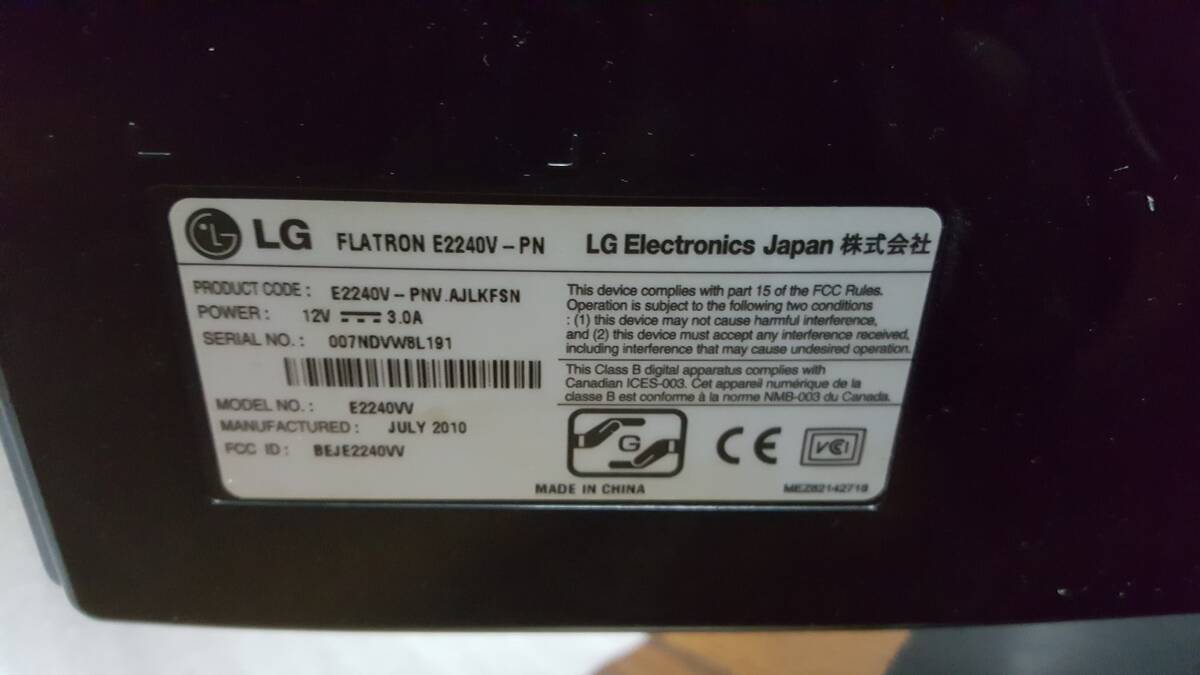 LG FLATRON E2240V-PN LG Electronics Japan 株式会社
PRODUCT CODE : E2240V-PNV.AJLKFSN
POWER : 12V 3.0A
SERIAL NO. : 007NDVW8L191
MODEL NO. : E2240VV
MANUFACTURED : JULY 2010
FCC ID : BEJE2240VV
This device complies with part 15 of the FCC Rules.
Operation is subject to the following two conditions
: (1) this device may not cause harmful interference,
and (2) this device must accept any interference received,
including interference that may cause undesired operation.
This Class B digital apparatus complies with
Canadian ICES-003. Cet appareil numérique de la
classe B est conforme à la norme NMB-003 du Canada.
G CE VCI
MADE IN CHINA MEZ62142719